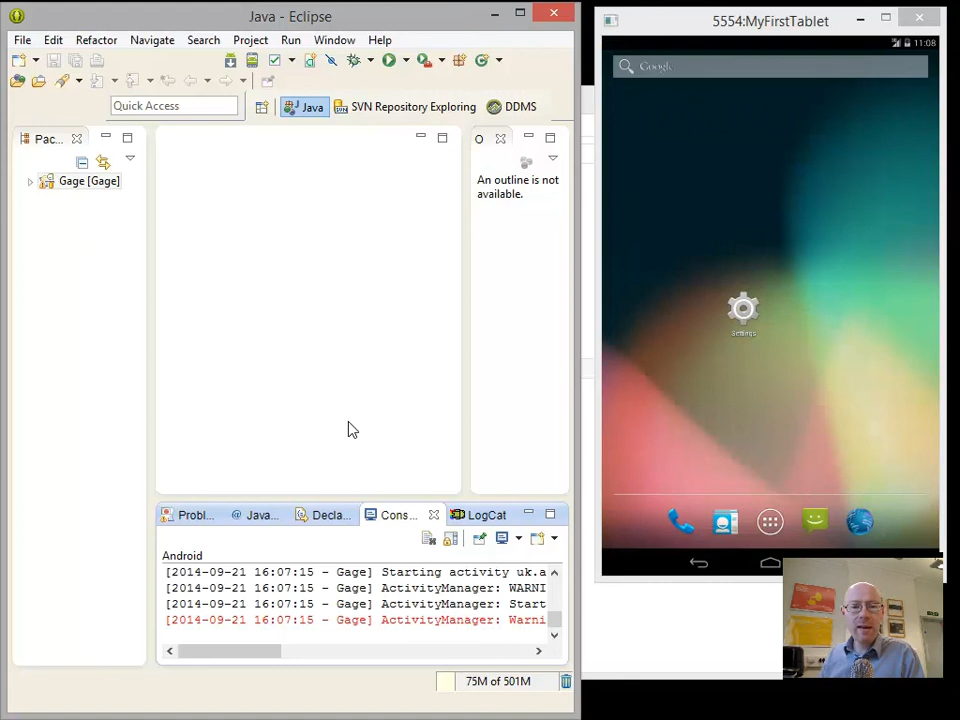 Java - Eclipse
File Edit Refactor Navigate Search Project Run Window Help
Quick Access
Java
SVN Repository Exploring
DDMS
Pac...
Gage [Gage]
O
An outline is not
available.
Probl...
@ Java...
Decla...
Cons...
LogCat
Android
[2014-09-21 16:07:15 - Gage] Starting activity uk.a
[2014-09-21 16:07:15 - Gage] ActivityManager: WARNI
[2014-09-21 16:07:15 - Gage] ActivityManager: Start
[2014-09-21 16:07:15 - Gage] ActivityManager: Warni
75M of 501M
5554:MyFirstTablet
11:08
Google
Settings